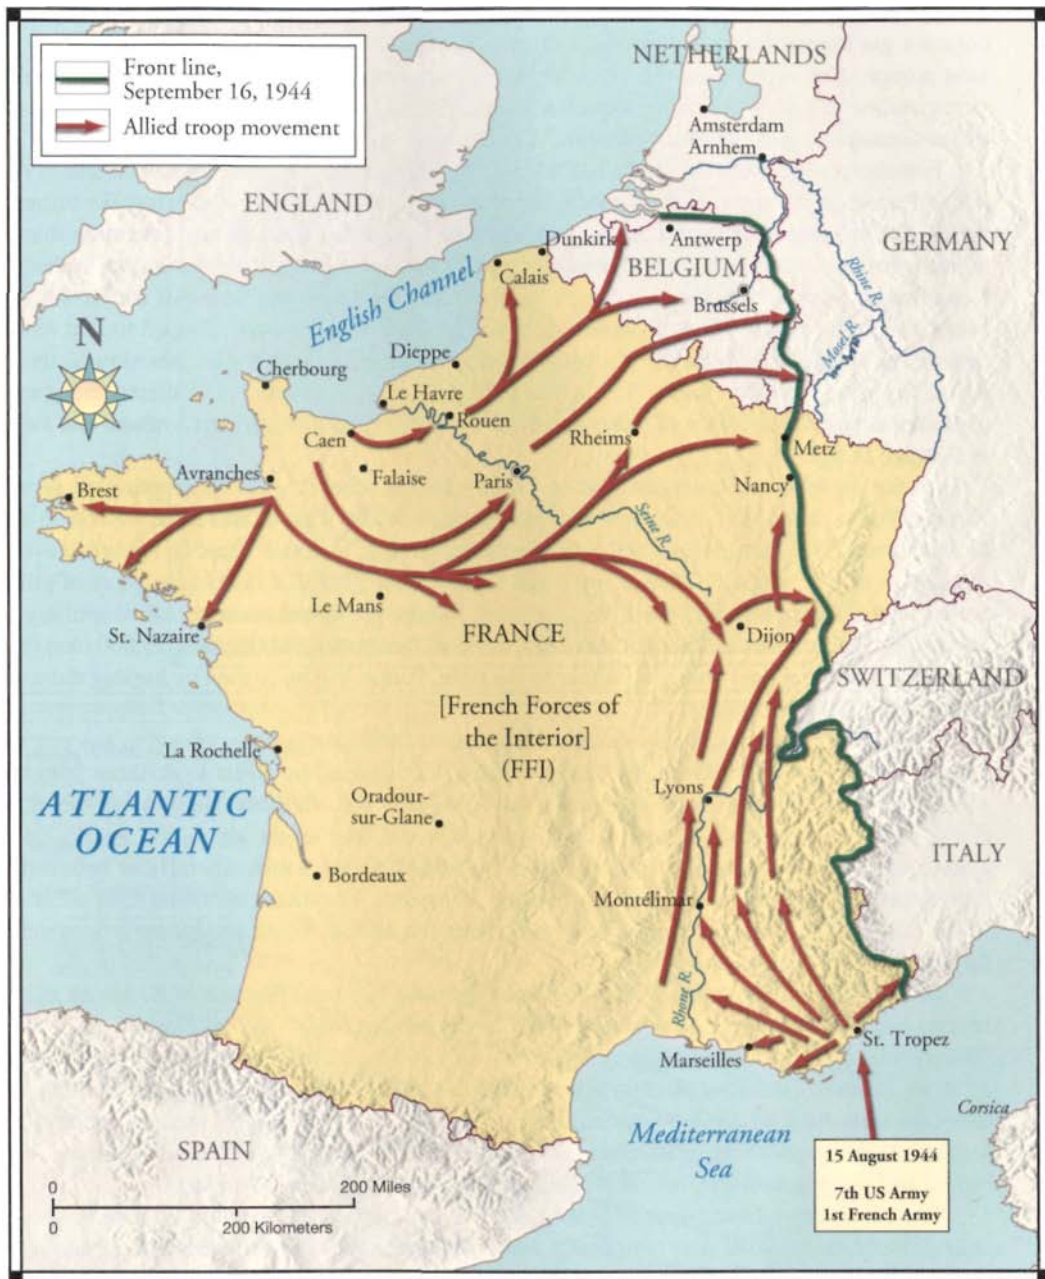 Front line,
September 16, 1944
Allied troop movement
NETHERLANDS
Amsterdam
Arnhem
ENGLAND
GERMANY
Dunkirk
Antwerp
BELGIUM
Calais
Brussels
Rhine R.
English Channel
N
Mosel R.
Dieppe
Cherbourg
Le Havre
Rouen
Caen
Rheims
Metz
Falaise
Avranches
Paris
Nancy
Brest
Seine R.
Le Mans
St. Nazaire
FRANCE
Dijon
SWITZERLAND
[French Forces of
the Interior]
(FFI)
La Rochelle
Lyons
ATLANTIC
OCEAN
Oradour-
sur-Glane
ITALY
Bordeaux
Montélimar
Rhone R.
St. Tropez
Marseilles
Corsica
Mediterranean
Sea
SPAIN
15 August 1944
7th US Army
1st French Army
0 200 Miles
0 200 Kilometers